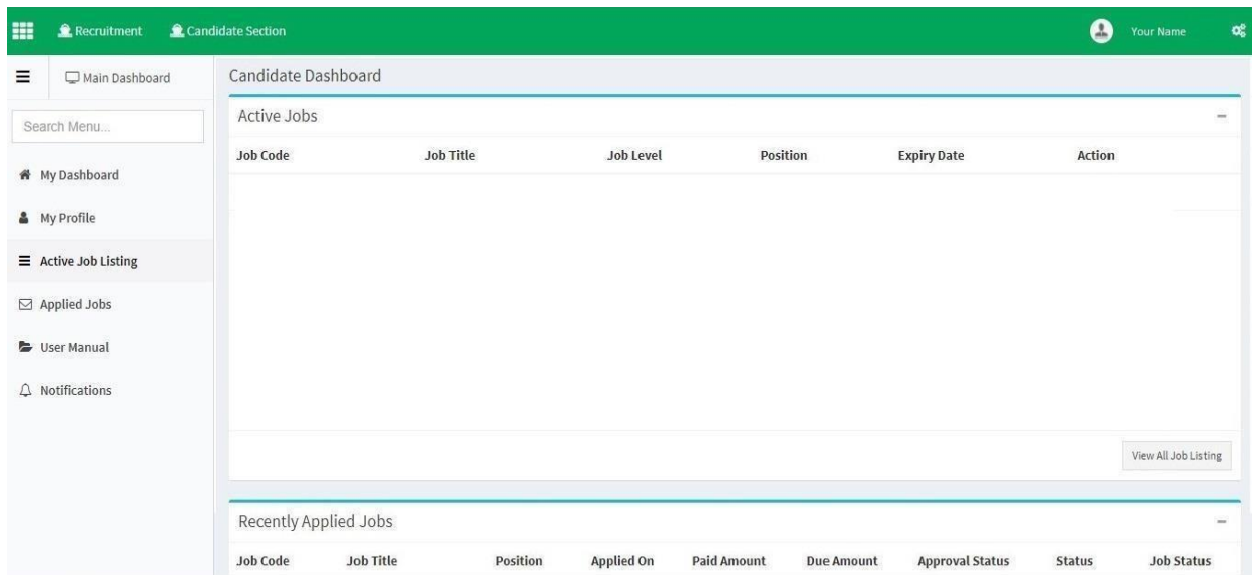 Recruitment Candidate Section Your Name
Main Dashboard
Search Menu...
My Dashboard
My Profile
Active Job Listing
Applied Jobs
User Manual
Notifications
Candidate Dashboard
Active Jobs
Job Code Job Title Job Level Position Expiry Date Action
View All Job Listing
Recently Applied Jobs
Job Code Job Title Position Applied On Paid Amount Due Amount Approval Status Status Job Status